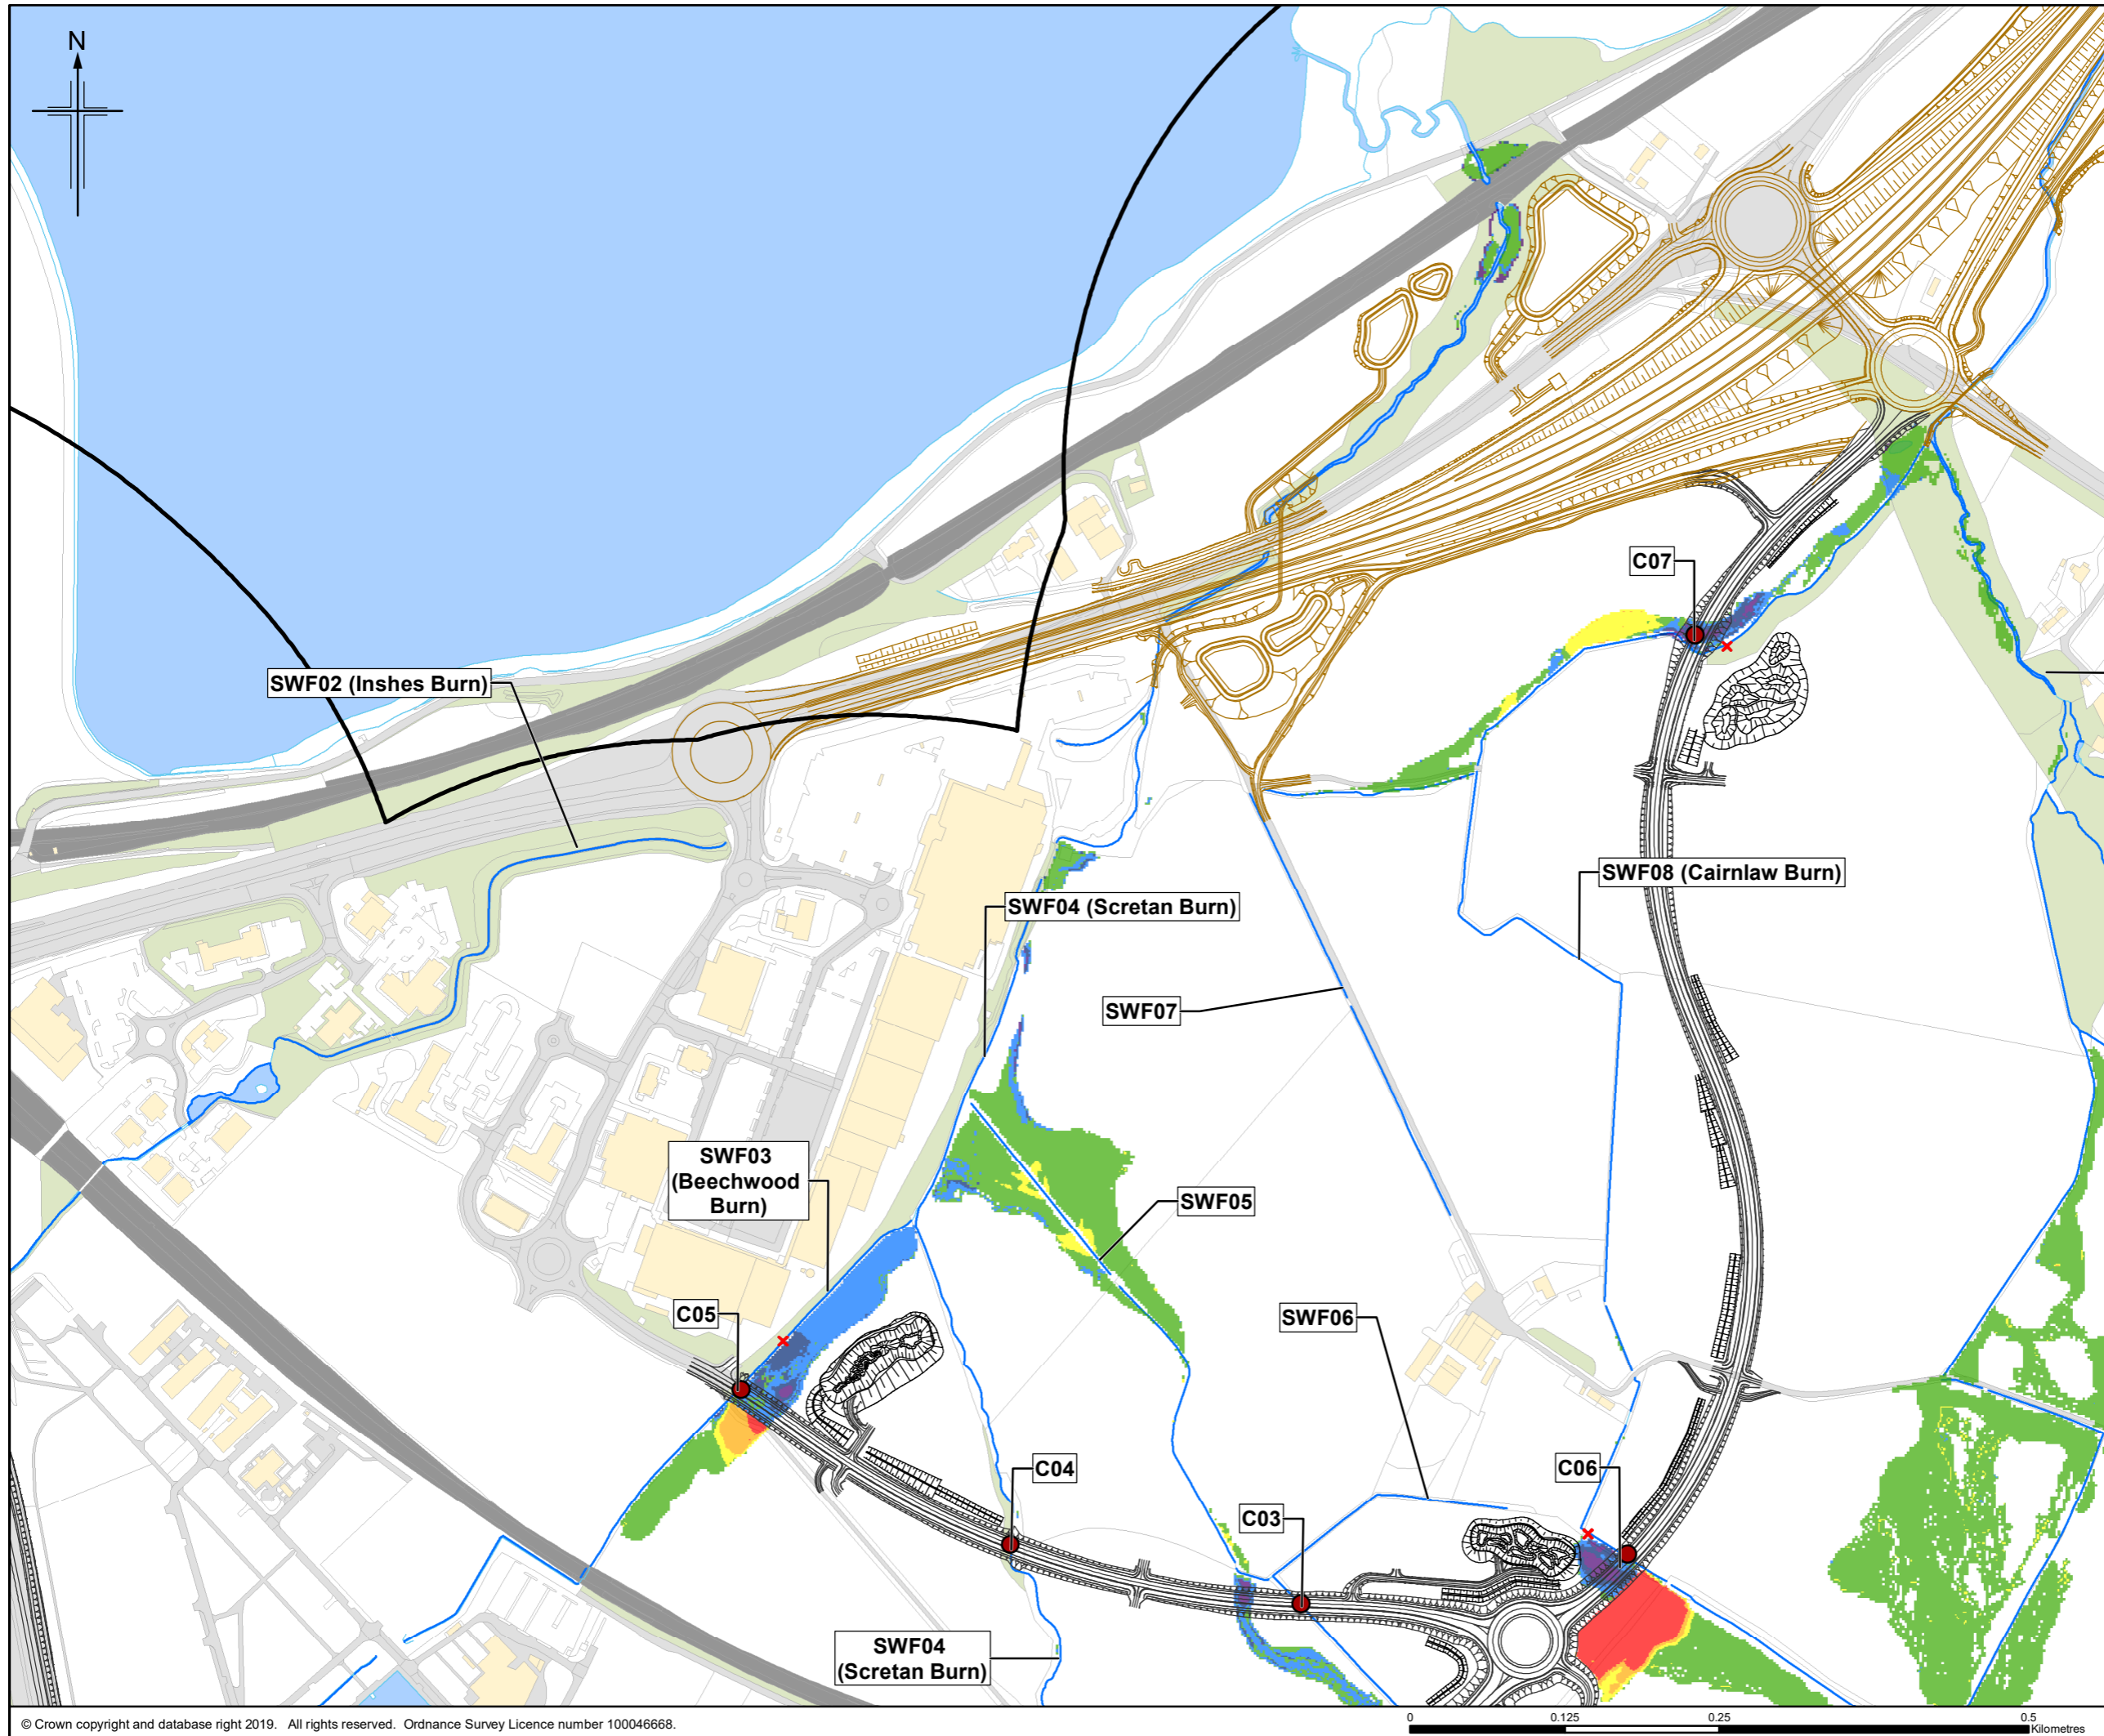 N
C07
SWF02 (Inshes Burn)
SWF08 (Cairnlaw Burn)
SWF04 (Scretan Burn)
SWF07
SWF03
(Beechwood
Burn)
SWF05
C05
SWF06
C04
C06
C03
SWF04
(Scretan Burn)
© Crown copyright and database right 2019. All rights reserved. Ordnance Survey Licence number 100046668.
0 0.125 0.25 0.5
Kilometres